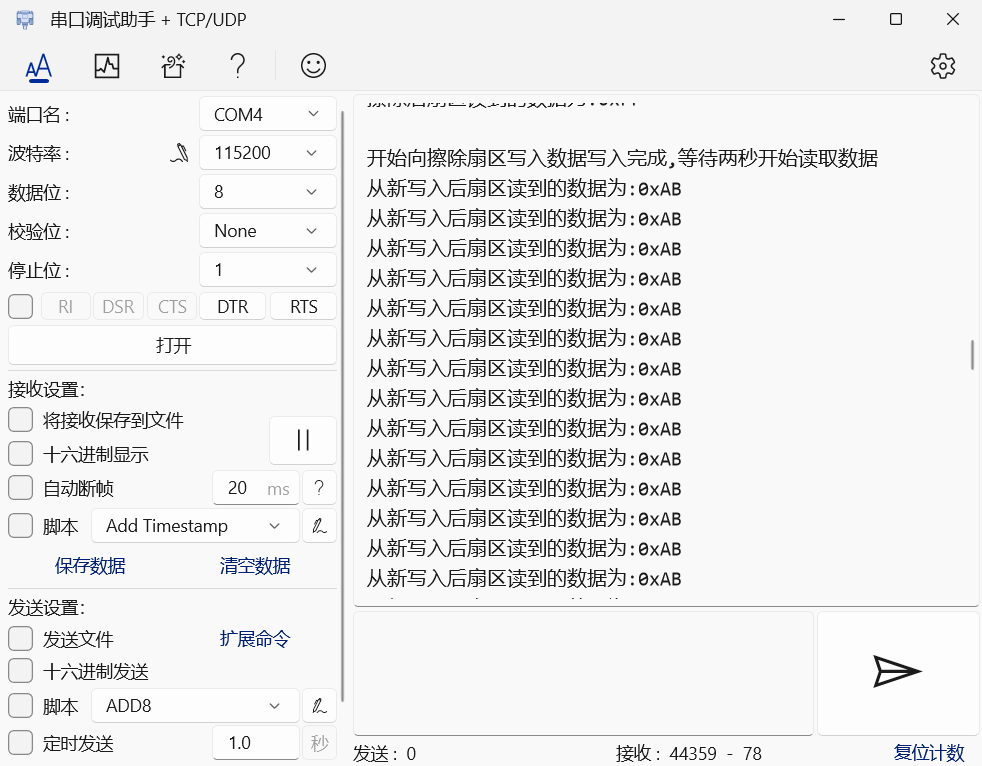 串口调试助手 + TCP/UDP
端口名：
COM4
波特率：
115200
数据位：
8
校验位：
None
停止位：
1
RI DSR CTS DTR RTS
打开
接收设置：
将接收保存到文件
十六进制显示
自动断帧
20 ms ?
脚本
Add Timestamp
保存数据 清空数据
发送设置：
发送文件 扩展命令
十六进制发送
脚本
ADD8
定时发送
1.0 秒
擦除后扇区读到的数据为:0xFF
开始向擦除扇区写入数据写入完成,等待两秒开始读取数据
从新写入后扇区读到的数据为:0xAB
从新写入后扇区读到的数据为:0xAB
从新写入后扇区读到的数据为:0xAB
从新写入后扇区读到的数据为:0xAB
从新写入后扇区读到的数据为:0xAB
从新写入后扇区读到的数据为:0xAB
从新写入后扇区读到的数据为:0xAB
从新写入后扇区读到的数据为:0xAB
从新写入后扇区读到的数据为:0xAB
从新写入后扇区读到的数据为:0xAB
从新写入后扇区读到的数据为:0xAB
从新写入后扇区读到的数据为:0xAB
从新写入后扇区读到的数据为:0xAB
从新写入后扇区读到的数据为:0xAB
发送：0
接收：44359 - 78
复位计数